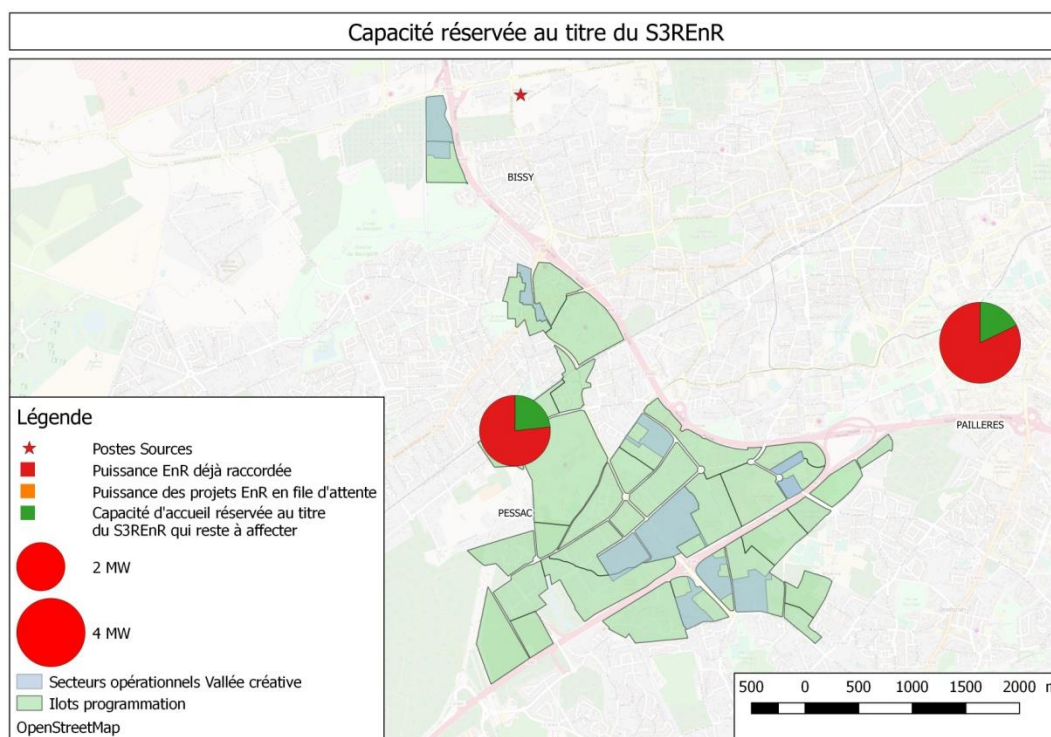 Capacité réservée au titre du S3REnR
BISSY
PAILLERES
PESSAC
Légende
Postes Sources
Puissance EnR déjà raccordée
Puissance des projets EnR en file d'attente
Capacité d'accueil réservée au titre
du S3REnR qui reste à affecter
2 MW
4 MW
Secteurs opérationnels Vallée créative
Ilots programmation
OpenStreetMap
500 0 500 1000 1500 2000 m